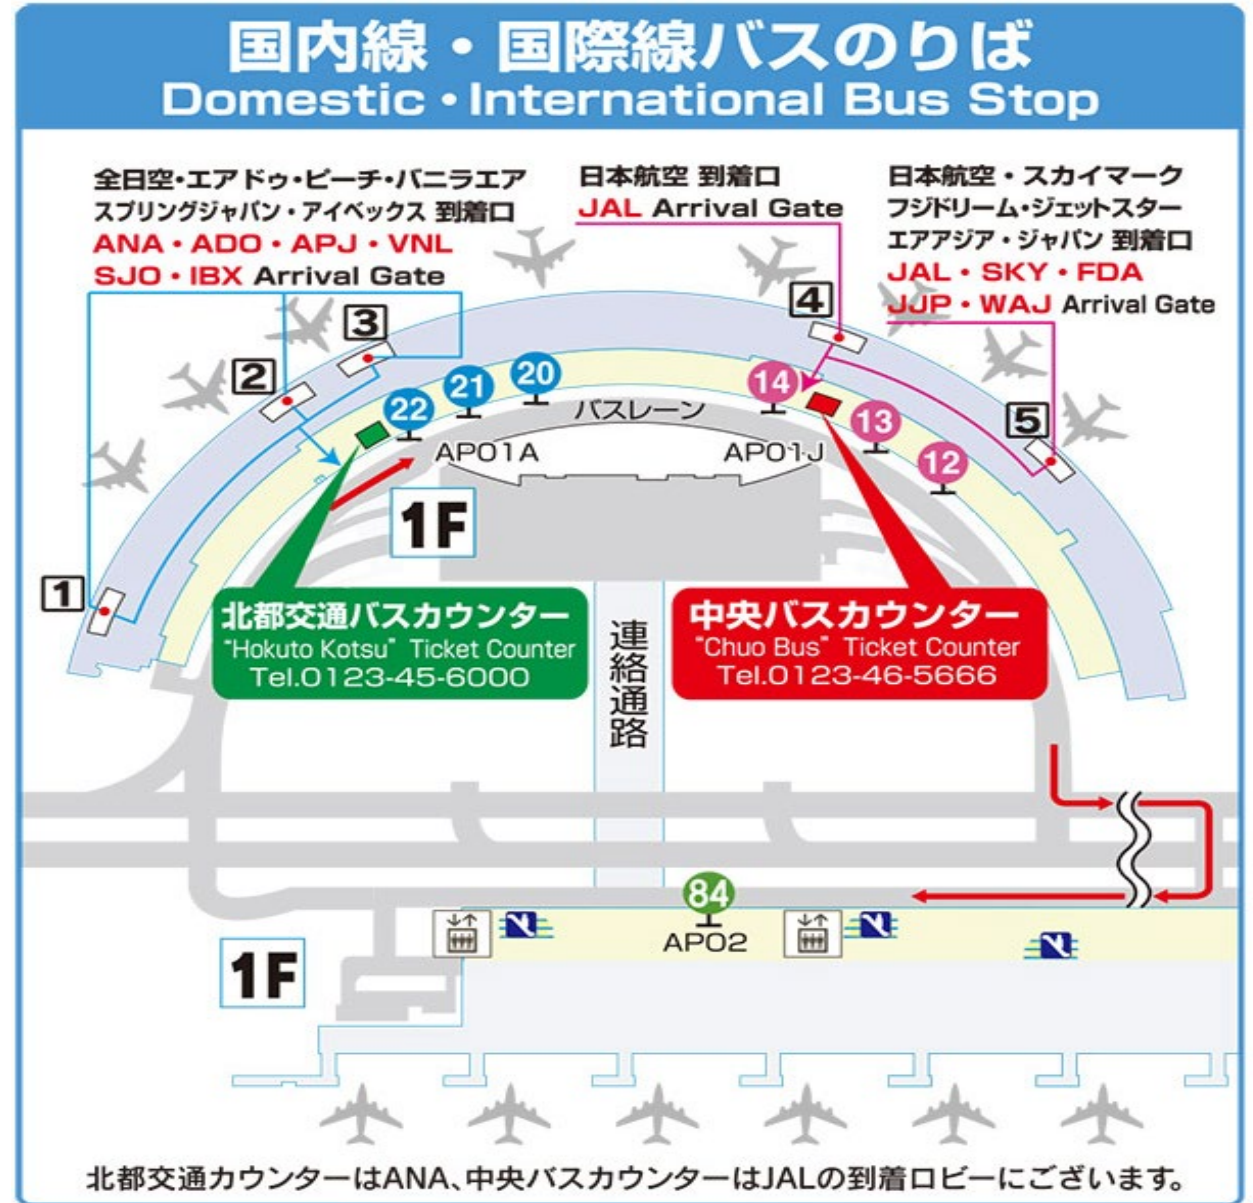 国内線・国際線バスのりば
Domestic・International Bus Stop
全日空・エアドゥ・ピーチ・バニラエア
スプリングジャパン・アイベックス 到着口
ANA・ADO・APJ・VNL
SJO・IBX Arrival Gate
日本航空 到着口
JAL Arrival Gate
日本航空・スカイマーク
フジドリーム・ジェットスター
エアアジア・ジャパン 到着口
JAL・SKY・FDA
JJP・WAJ Arrival Gate
1
2
3
4
5
22
21
20
14
13
12
バスレーン
AP01A
AP01J
1F
北都交通バスカウンター
"Hokuto Kotsu" Ticket Counter
Tel.0123-45-6000
中央バスカウンター
"Chuo Bus" Ticket Counter
Tel.0123-46-5666
連絡通路
84
AP02
1F
北都交通カウンターはANA、中央バスカウンターはJALの到着ロビーにございます。